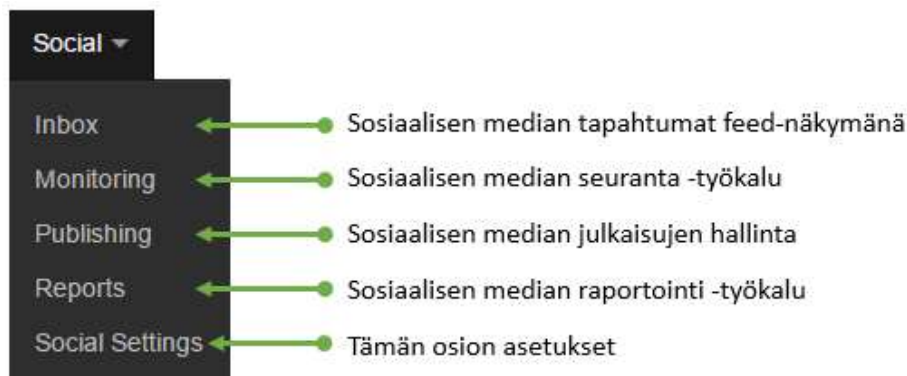 Social
Inbox Sosiaalisen median tapahtumat feed-näkymänä
Monitoring Sosiaalisen median seuranta -työkalu
Publishing Sosiaalisen median julkaisujen hallinta
Reports Sosiaalisen median raportointi -työkalu
Social Settings Tämän osion asetukset